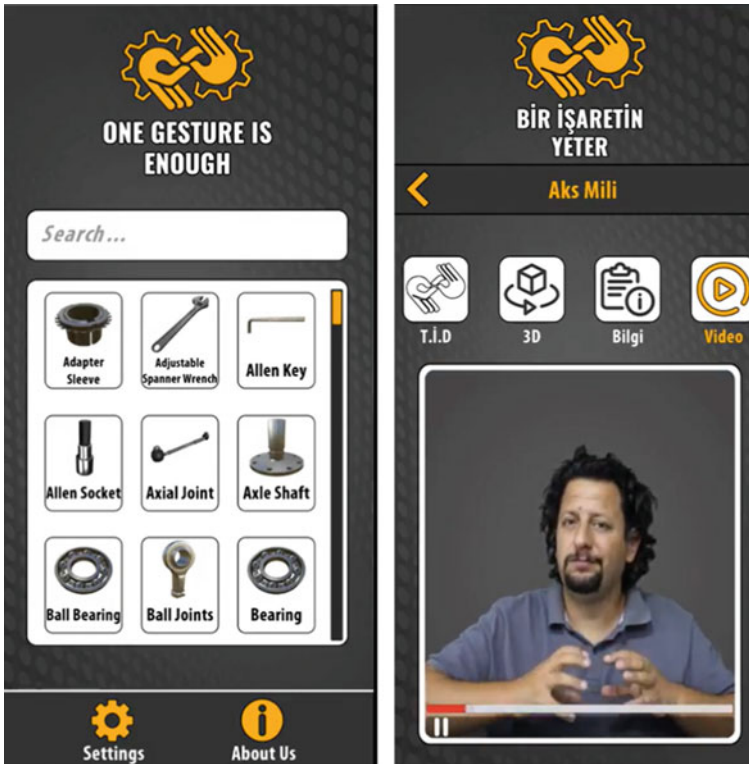 ONE GESTURE IS
ENOUGH
Search...
Adapter
Sleeve
Adjustable
Spanner Wrench
Allen Key
Allen Socket
Axial Joint
Axle Shaft
Ball Bearing
Ball Joints
Bearing
Settings
About Us
BİR İŞARETİN
YETER
Aks Mili
T.İ.D
3D
Bilgi
Video